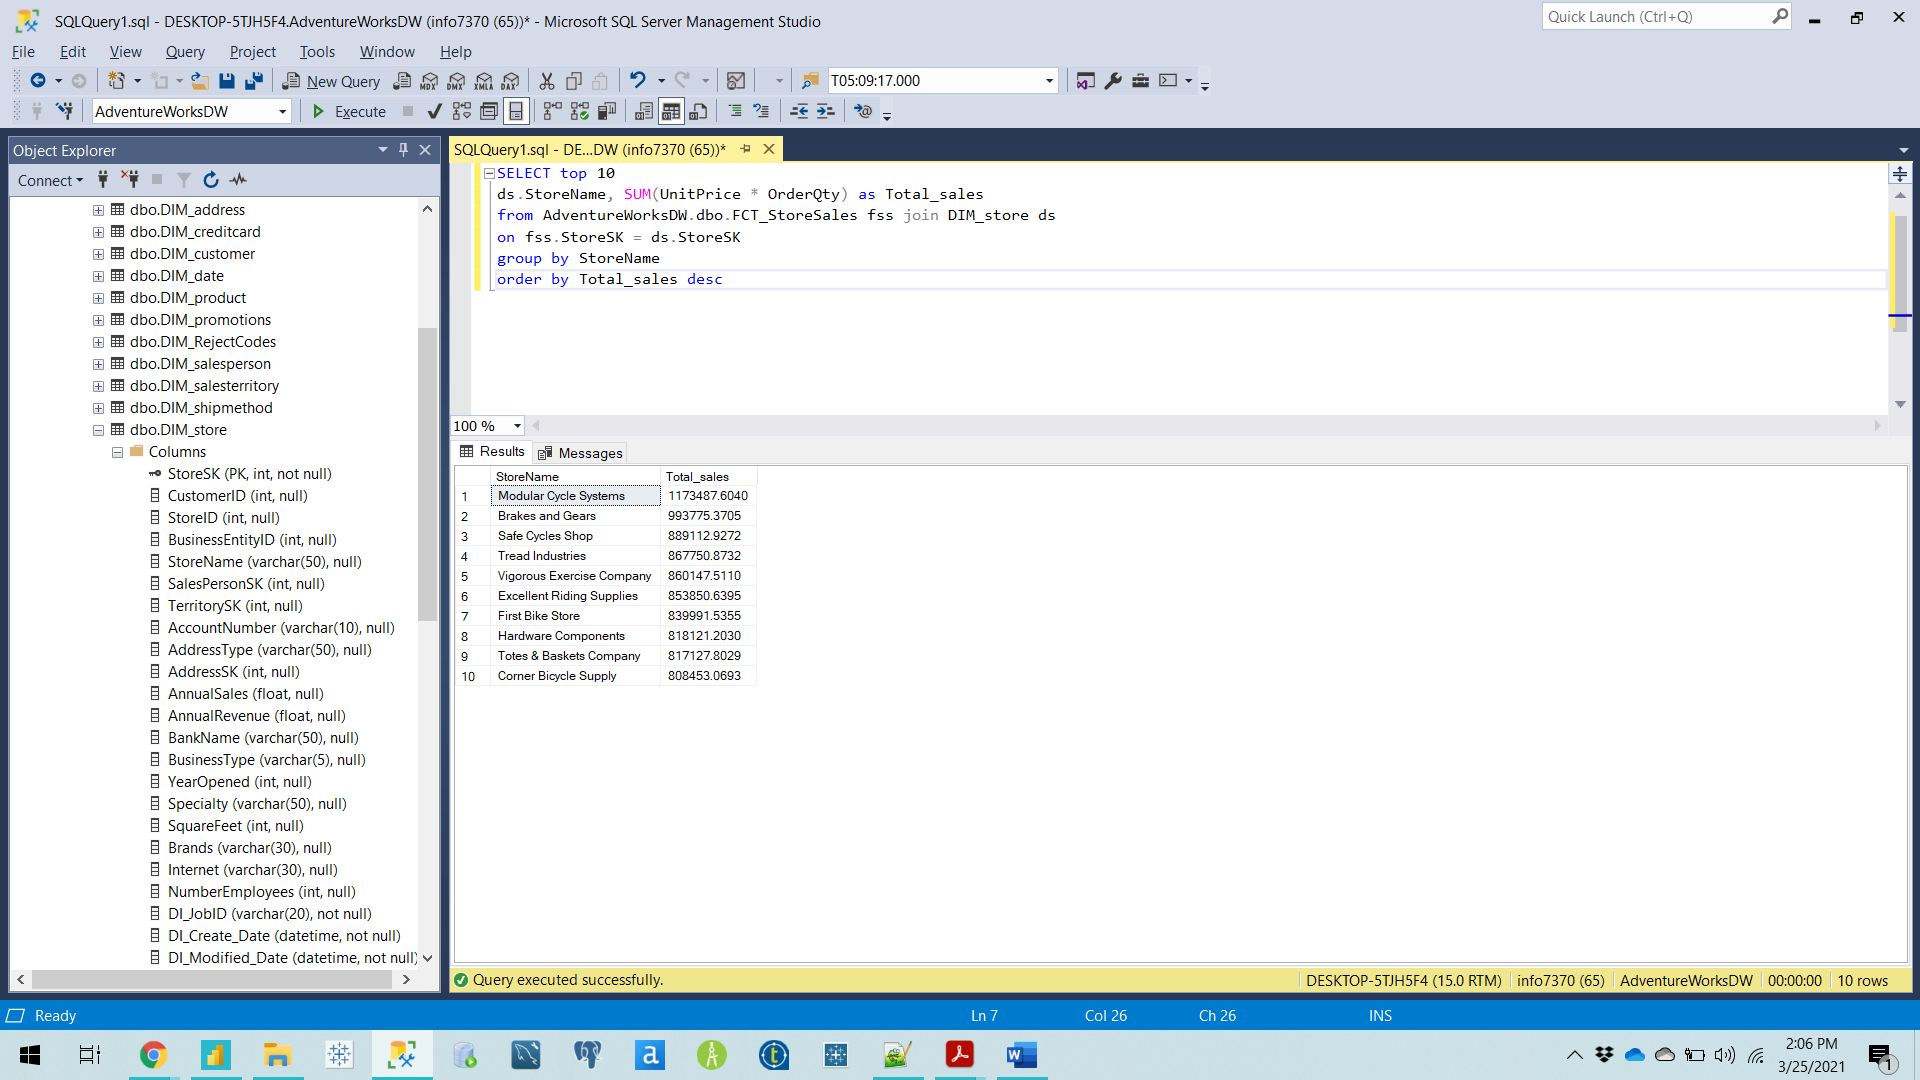 SQLQuery1.sql - DESKTOP-5TJH5F4.AdventureWorksDW (info7370 (65))* - Microsoft SQL Server Management Studio
Quick Launch (Ctrl+Q)
File Edit View Query Project Tools Window Help
New Query MDX DMX XMLA DAX T05:09:17.000
AdventureWorksDW Execute
Object Explorer
Connect
dbo.DIM_address
dbo.DIM_creditcard
dbo.DIM_customer
dbo.DIM_date
dbo.DIM_product
dbo.DIM_promotions
dbo.DIM_RejectCodes
dbo.DIM_salesperson
dbo.DIM_salesterritory
dbo.DIM_shipmethod
dbo.DIM_store
Columns
StoreSK (PK, int, not null)
CustomerID (int, null)
StoreID (int, null)
BusinessEntityID (int, null)
StoreName (varchar(50), null)
SalesPersonSK (int, null)
TerritorySK (int, null)
AccountNumber (varchar(10), null)
AddressType (varchar(50), null)
AddressSK (int, null)
AnnualSales (float, null)
AnnualRevenue (float, null)
BankName (varchar(50), null)
BusinessType (varchar(5), null)
YearOpened (int, null)
Specialty (varchar(50), null)
SquareFeet (int, null)
Brands (varchar(30), null)
Internet (varchar(30), null)
NumberEmployees (int, null)
DI_JobID (varchar(20), not null)
DI_Create_Date (datetime, not null)
DI_Modified_Date (datetime, not null)
SQLQuery1.sql - DE...DW (info7370 (65))*
SELECT top 10
ds.StoreName, SUM(UnitPrice * OrderQty) as Total_sales
from AdventureWorksDW.dbo.FCT_StoreSales fss join DIM_store ds
on fss.StoreSK = ds.StoreSK
group by StoreName
order by Total_sales desc
100 %
Results Messages
StoreName Total_sales
1 Modular Cycle Systems 1173487.6040
2 Brakes and Gears 993775.3705
3 Safe Cycles Shop 889112.9272
4 Tread Industries 867750.8732
5 Vigorous Exercise Company 860147.5110
6 Excellent Riding Supplies 853850.6395
7 First Bike Store 839991.5355
8 Hardware Components 818121.2030
9 Totes & Baskets Company 817127.8029
10 Corner Bicycle Supply 808453.0693
Query executed successfully. DESKTOP-5TJH5F4 (15.0 RTM) info7370 (65) AdventureWorksDW 00:00:00 10 rows
Ready Ln 7 Col 26 Ch 26 INS
2:06 PM
3/25/2021
1